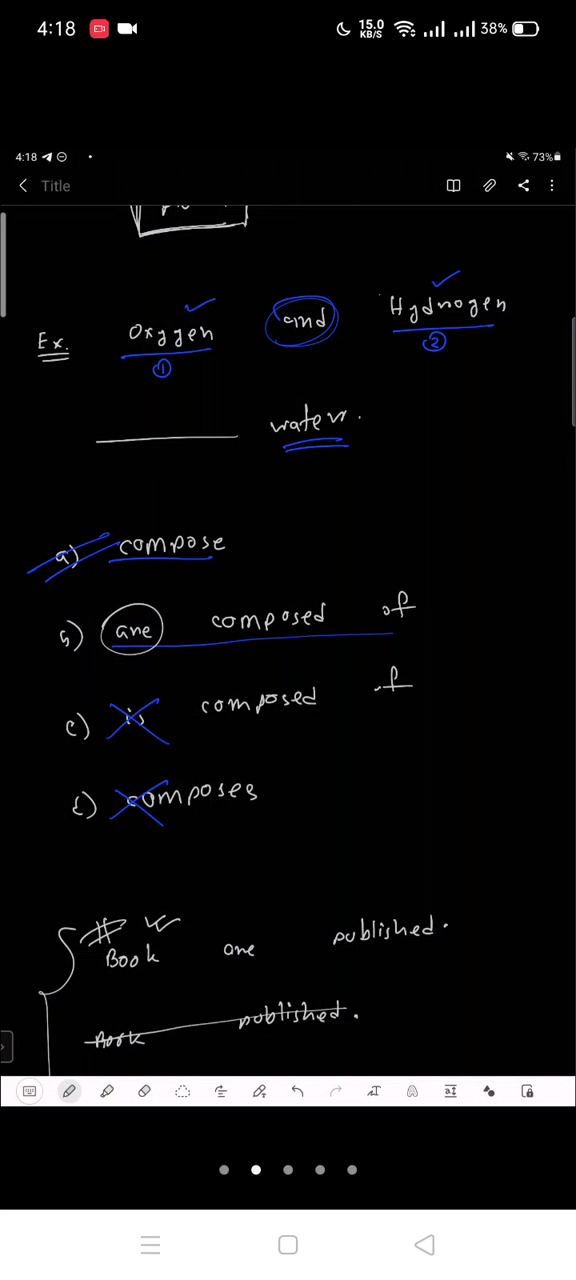 4:18 15.0 KB/S 38%
4:18 73%
Title
Ex. Oxygen and Hydrogen
1 2
water.
a) compose
b) are composed of
c) is composed of
composes
Book are published.
Book published.